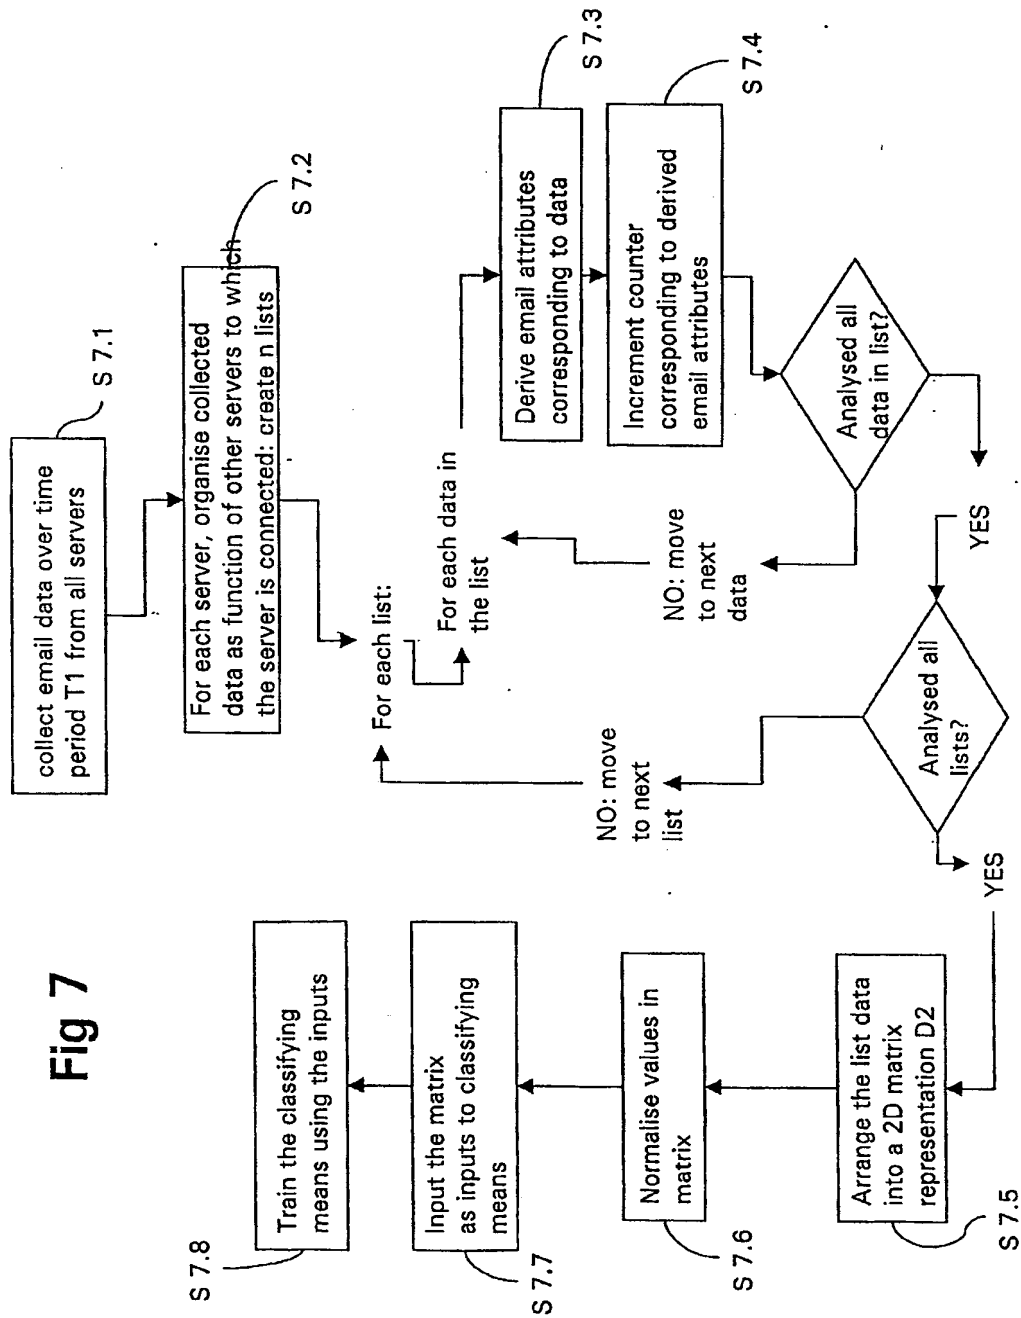 Fig 7
collect email data over time
period T1 from all servers
S 7.1
For each server, organise collected
data as function of other servers to which
the server is connected: create n lists
S 7.2
For each list:
For each data in
the list
Derive email attributes
corresponding to data
S 7.3
Increment counter
corresponding to derived
email attributes
S 7.4
Analysed all
data in list?
NO: move
to next
data
YES
Analysed all
lists?
NO: move
to next
list
YES
Arrange the list data
into a 2D matrix
representation D2
S 7.5
Normalise values in
matrix
S 7.6
Input the matrix
as inputs to classifying
means
S 7.7
Train the classifying
means using the inputs
S 7.8